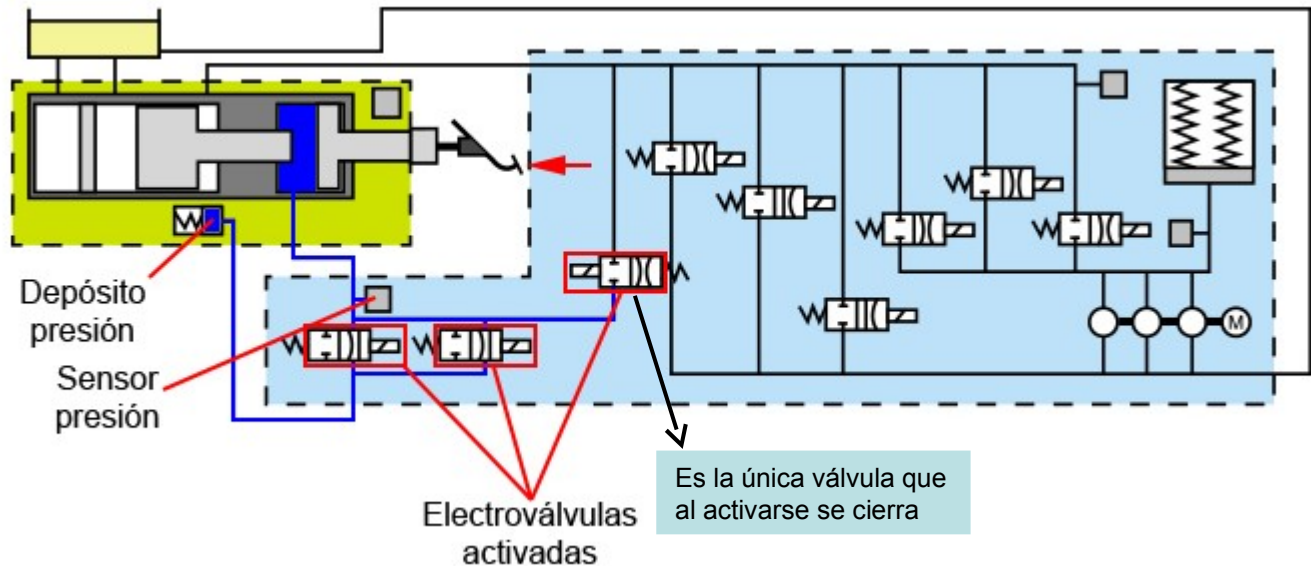 M
Depósito
presión
Sensor
presión
Es la única válvula que
al activarse se cierra
Electroválvulas
activadas